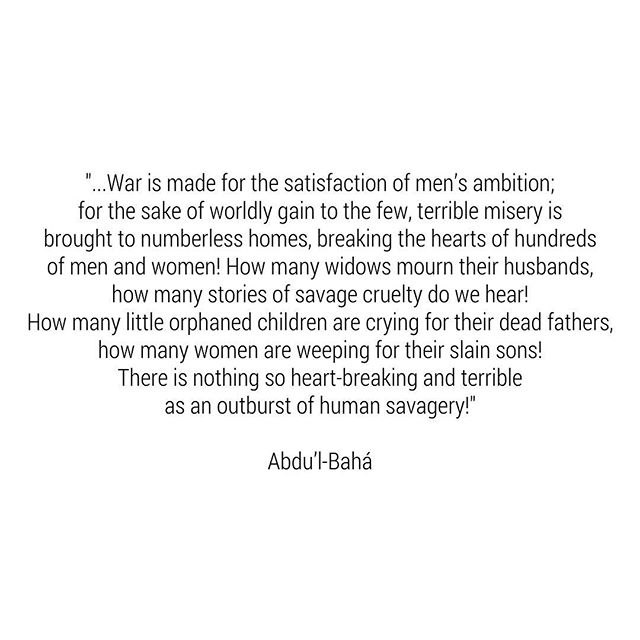 "...War is made for the satisfaction of men’s ambition;
for the sake of worldly gain to the few, terrible misery is
brought to numberless homes, breaking the hearts of hundreds
of men and women! How many widows mourn their husbands,
how many stories of savage cruelty do we hear!
How many little orphaned children are crying for their dead fathers,
how many women are weeping for their slain sons!
There is nothing so heart-breaking and terrible
as an outburst of human savagery!"
Abdu’l-Bahá